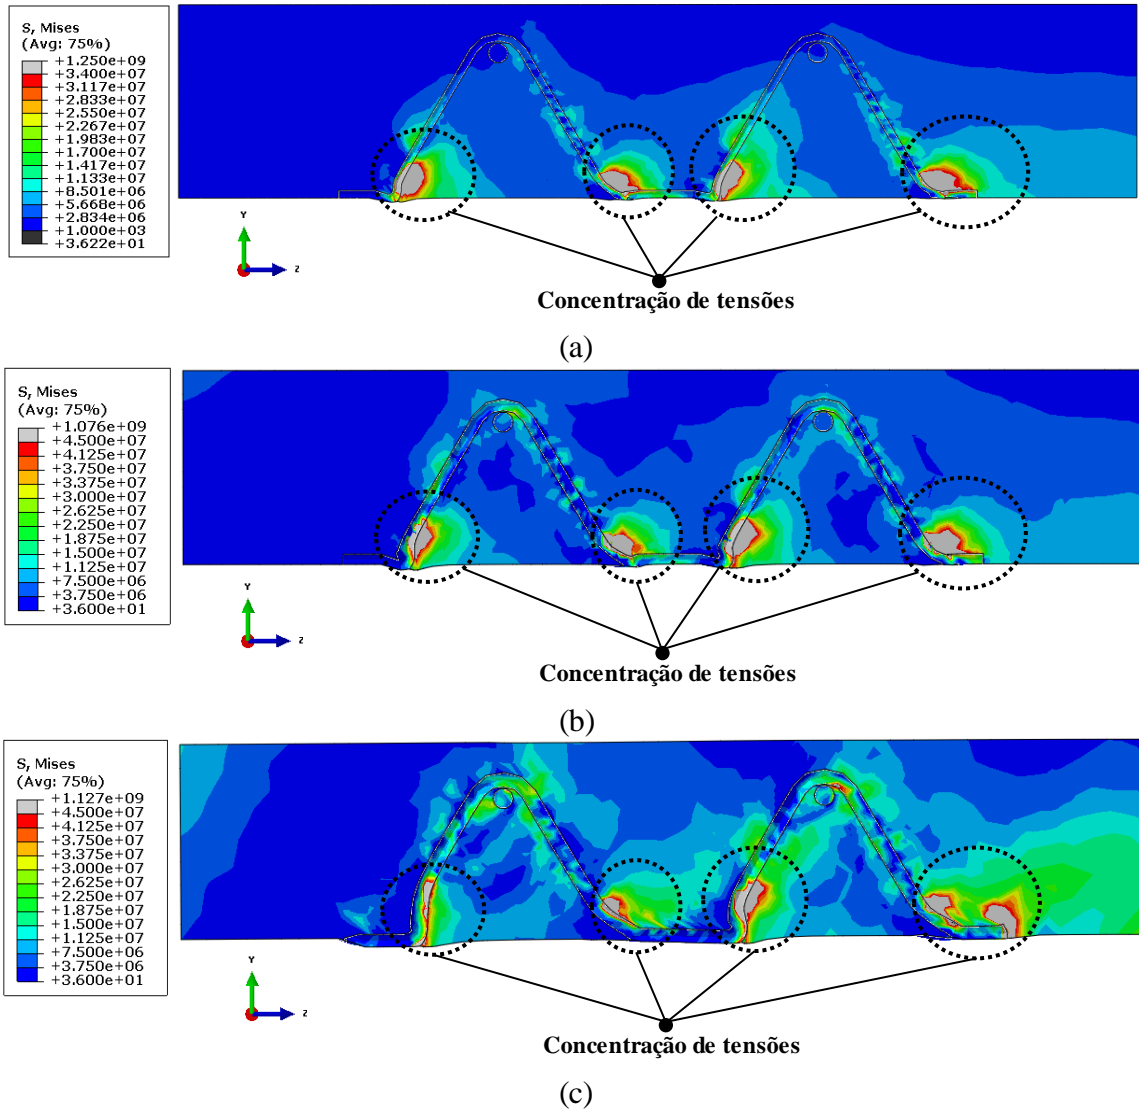 S, Mises
(Avg: 75%)
+1.250e+09
+3.400e+07
+3.117e+07
+2.833e+07
+2.550e+07
+2.267e+07
+1.983e+07
+1.700e+07
+1.417e+07
+1.133e+07
+8.501e+06
+5.668e+06
+2.834e+06
+1.000e+03
+3.622e+01
Y
Z
Concentração de tensões
(a)
S, Mises
(Avg: 75%)
+1.076e+09
+4.500e+07
+4.125e+07
+3.750e+07
+3.375e+07
+3.000e+07
+2.625e+07
+2.250e+07
+1.875e+07
+1.500e+07
+1.125e+07
+7.500e+06
+3.750e+06
+3.600e+01
Y
Z
Concentração de tensões
(b)
S, Mises
(Avg: 75%)
+1.127e+09
+4.500e+07
+4.125e+07
+3.750e+07
+3.375e+07
+3.000e+07
+2.625e+07
+2.250e+07
+1.875e+07
+1.500e+07
+1.125e+07
+7.500e+06
+3.750e+06
+3.600e+01
Y
Z
Concentração de tensões
(c)